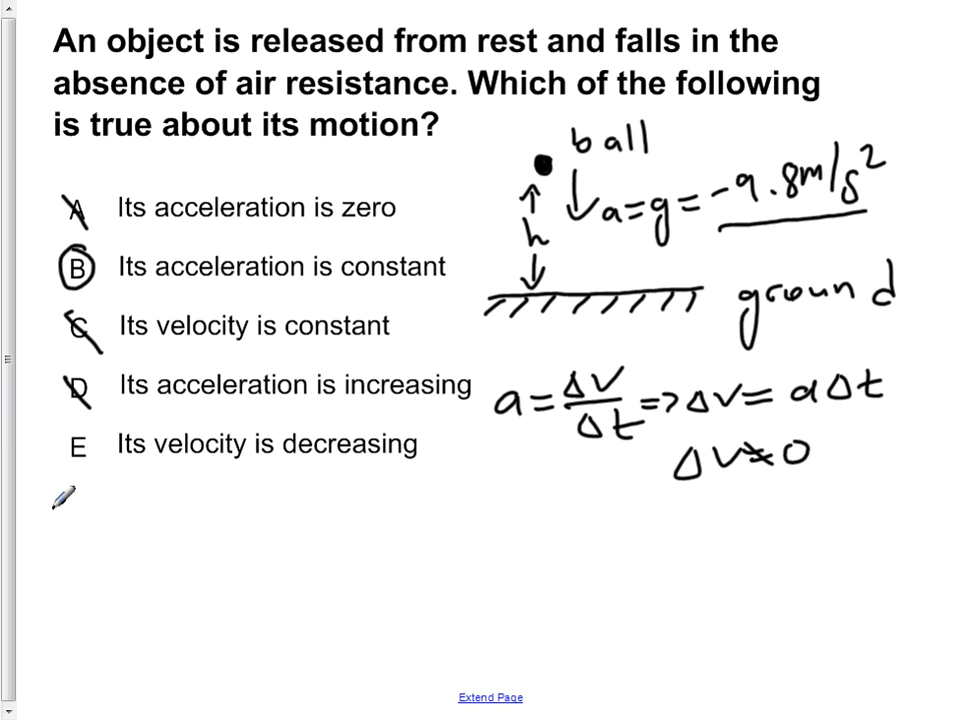 An object is released from rest and falls in the
absence of air resistance. Which of the following
is true about its motion?
A Its acceleration is zero
B Its acceleration is constant
C Its velocity is constant
D Its acceleration is increasing
E Its velocity is decreasing
ball
a=g=-9.8m/s²
h
ground
a=ΔV/Δt=>ΔV=aΔt
ΔV≠0
Extend Page